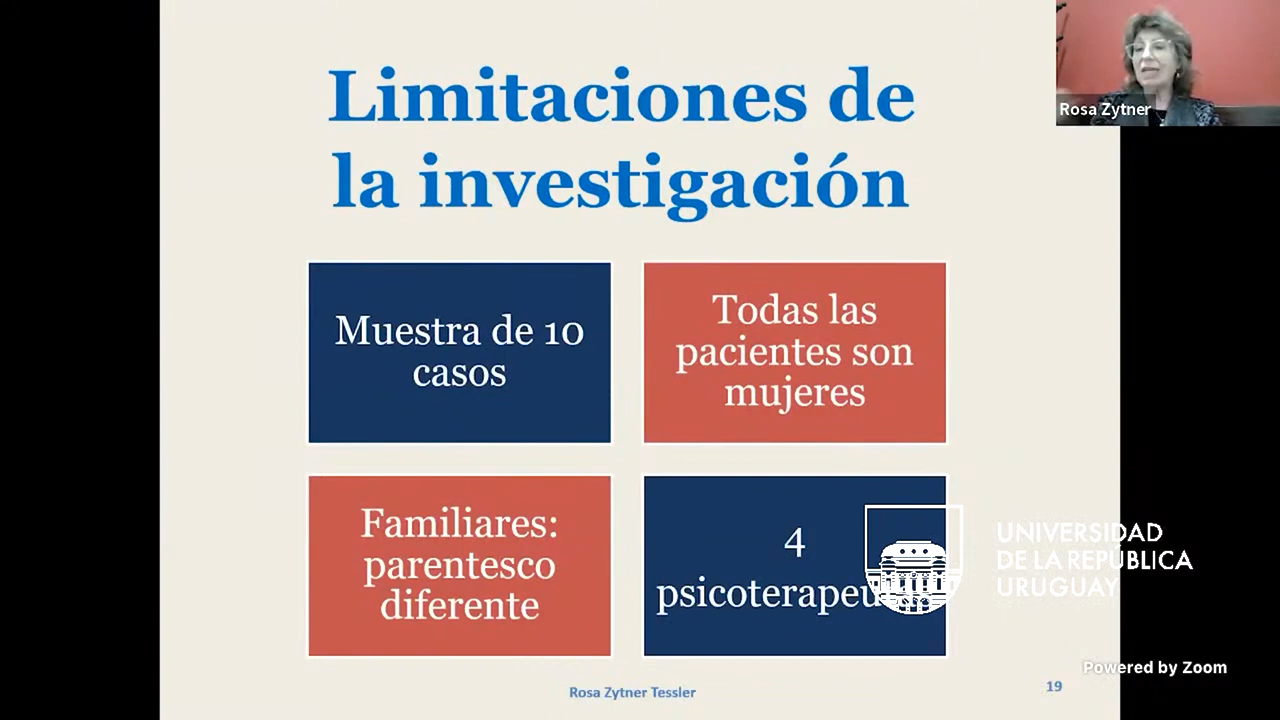 Limitaciones de
la investigación
Rosa Zytner
Muestra de 10
casos
Todas las
pacientes son
mujeres
Familiares:
parentesco
diferente
4
UNIVERSIDAD
DE LA REPÚBLICA
URUGUAY
Powered by Zoom
Rosa Zytner Tessler
19